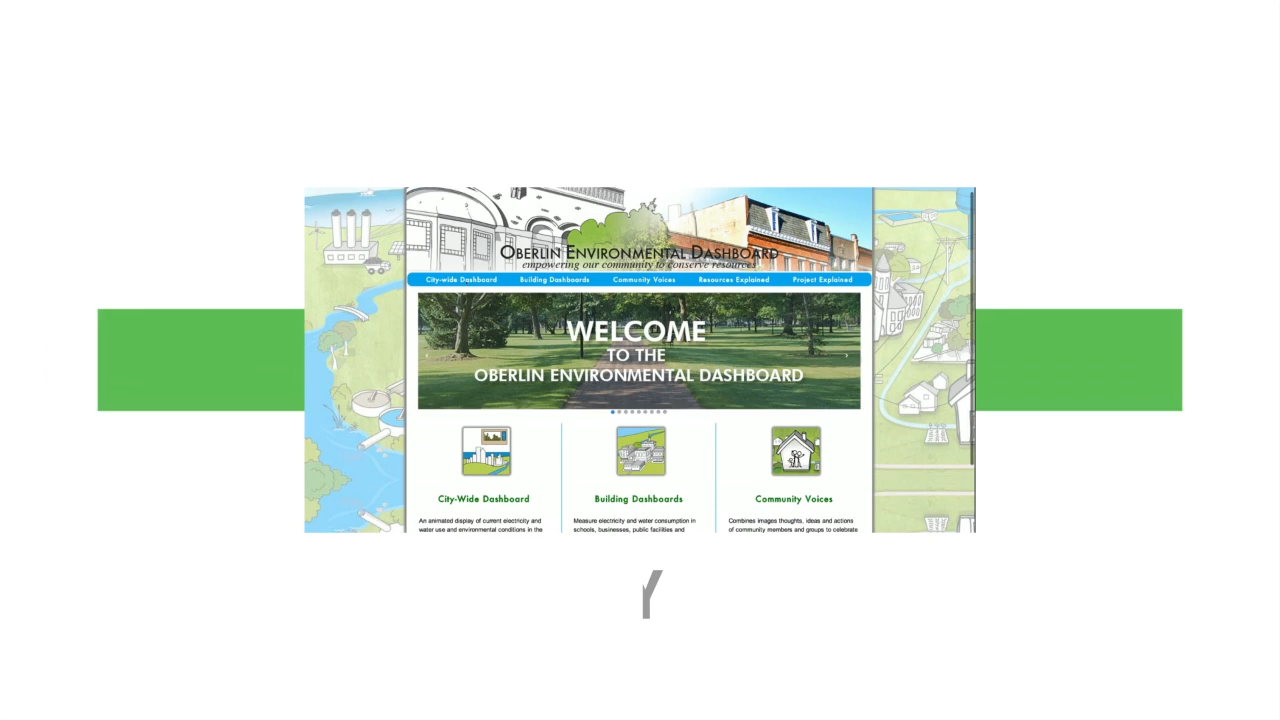 OBERLIN ENVIRONMENTAL DASHBOARD
empowering our community to conserve resources
City-wide Dashboard Building Dashboards Community Voices Resources Explained Project Explained
WELCOME
TO THE
OBERLIN ENVIRONMENTAL DASHBOARD
City-Wide Dashboard
An animated display of current electricity and
water use and environmental conditions in the
Building Dashboards
Measure electricity and water consumption in
schools, businesses, public facilities and
Community Voices
Combines images thoughts, ideas and actions
of community members and groups to celebrate